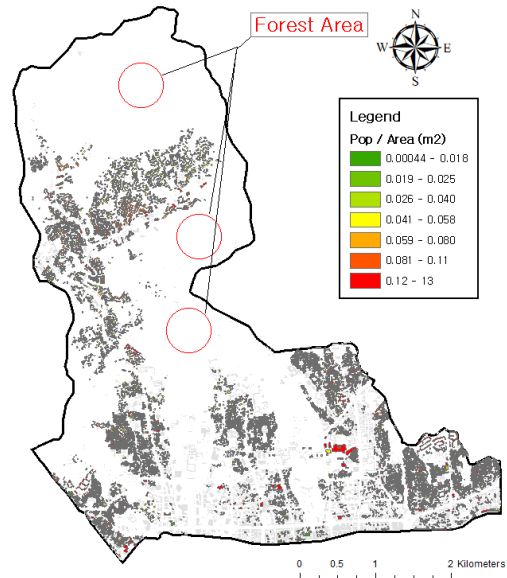 Forest Area
N
W E
S
Legend
Pop / Area (m2)
0.00044 - 0.018
0.019 - 0.025
0.026 - 0.040
0.041 - 0.058
0.059 - 0.080
0.081 - 0.11
0.12 - 13
0 0.5 1 2 Kilometers